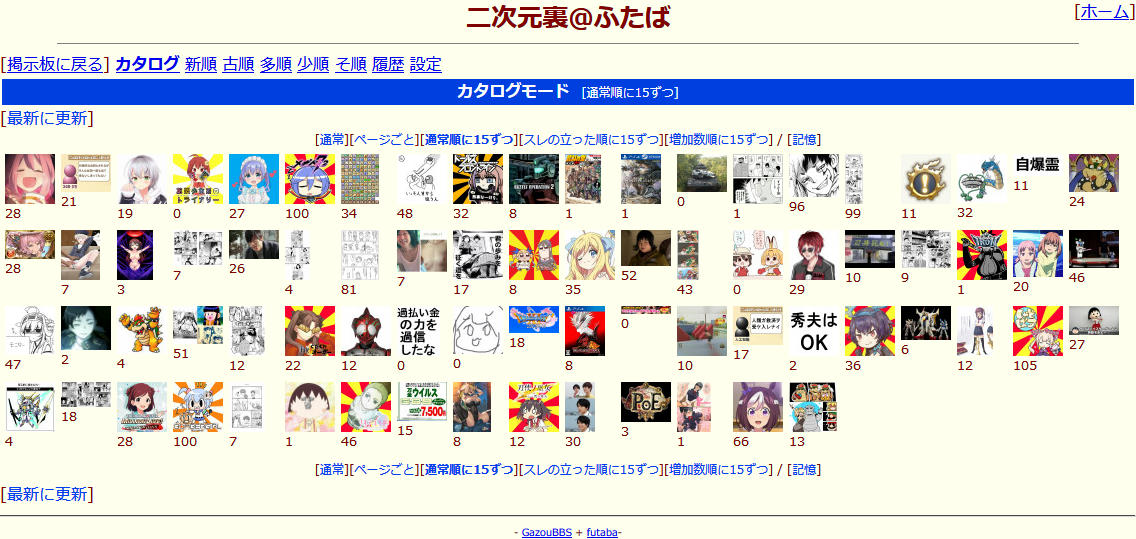 二次元裏@ふたば
[ホーム]
[掲示板に戻る] カタログ 新順 古順 多順 少順 そ順 履歴 設定
カタログモード [通常順に15ずつ]
[最新に更新]
[通常][ページごと][通常順に15ずつ][スレの立った順に15ずつ][増加数順に15ずつ] / [記憶]
自爆霊
28 21 19 0 27 100 34 48 32 8 1 1 0 1 96 99 11 32 11 24
28 7 3 7 26 4 81 7 17 8 35 52 43 0 29 10 9 1 20 46
過払い金
の力を
過信
したな
秀夫は
OK
47 2 4 51 12 22 12 0 0 18 8 0 10 17 2 36 6 12 105 27
ウイルス
7,500円
PoE
4 18 28 100 7 1 46 15 8 12 30 3 1 66 13
[通常][ページごと][通常順に15ずつ][スレの立った順に15ずつ][増加数順に15ずつ] / [記憶]
[最新に更新]
- GazouBBS + futaba-